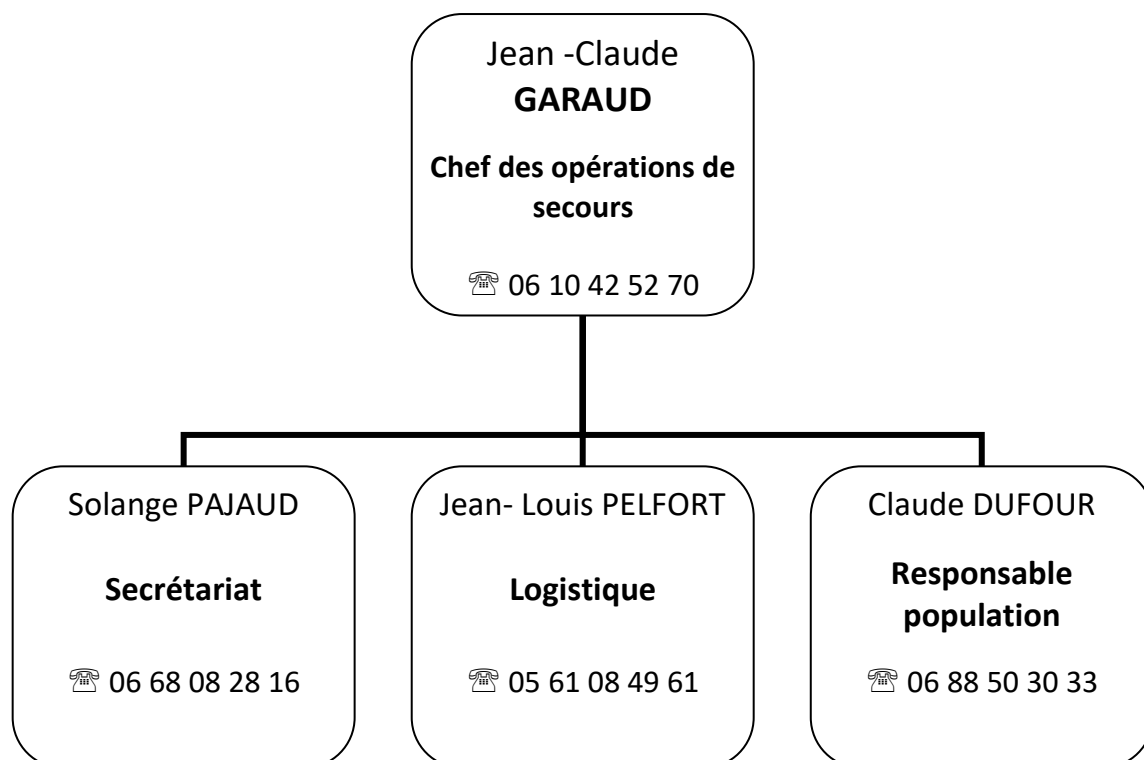 Jean -Claude
GARAUD
Chef des opérations de
secours
☏ 06 10 42 52 70
Solange PAJAUD
Secrétariat
☏ 06 68 08 28 16
Jean- Louis PELFORT
Logistique
☏ 05 61 08 49 61
Claude DUFOUR
Responsable
population
☏ 06 88 50 30 33